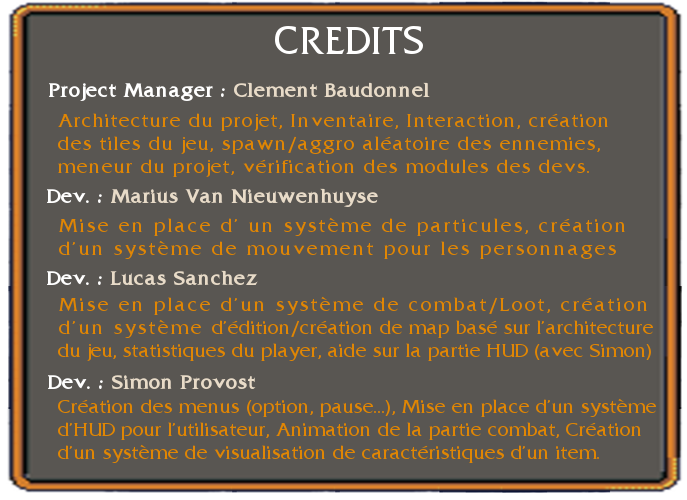 CREDITS
Project Manager : Clement Baudonnel
Architecture du projet, Inventaire, Interaction, création
des tiles du jeu, spawn/aggro aléatoire des ennemies,
meneur du projet, vérification des modules des devs.
Dev. : Marius Van Nieuwenhuyse
Mise en place d' un système de particules, création
d'un système de mouvement pour les personnages
Dev. : Lucas Sanchez
Mise en place d'un système de combat/Loot, création
d'un système d'édition/création de map basé sur l'architecture
du jeu, statistiques du player, aide sur la partie HUD (avec Simon)
Dev. : Simon Provost
Création des menus (option, pause...), Mise en place d'un système
d'HUD pour l'utilisateur, Animation de la partie combat, Création
d'un système de visualisation de caractéristiques d'un item.